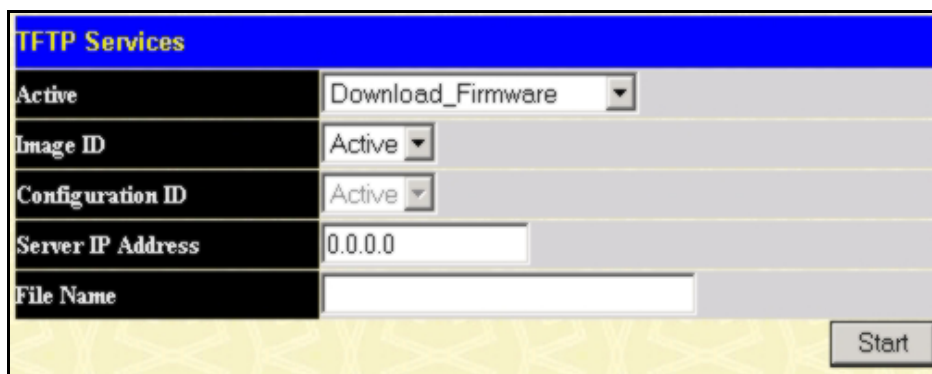 TFTP Services
Active Download_Firmware
Image ID Active
Configuration ID Active
Server IP Address 0.0.0.0
File Name
Start